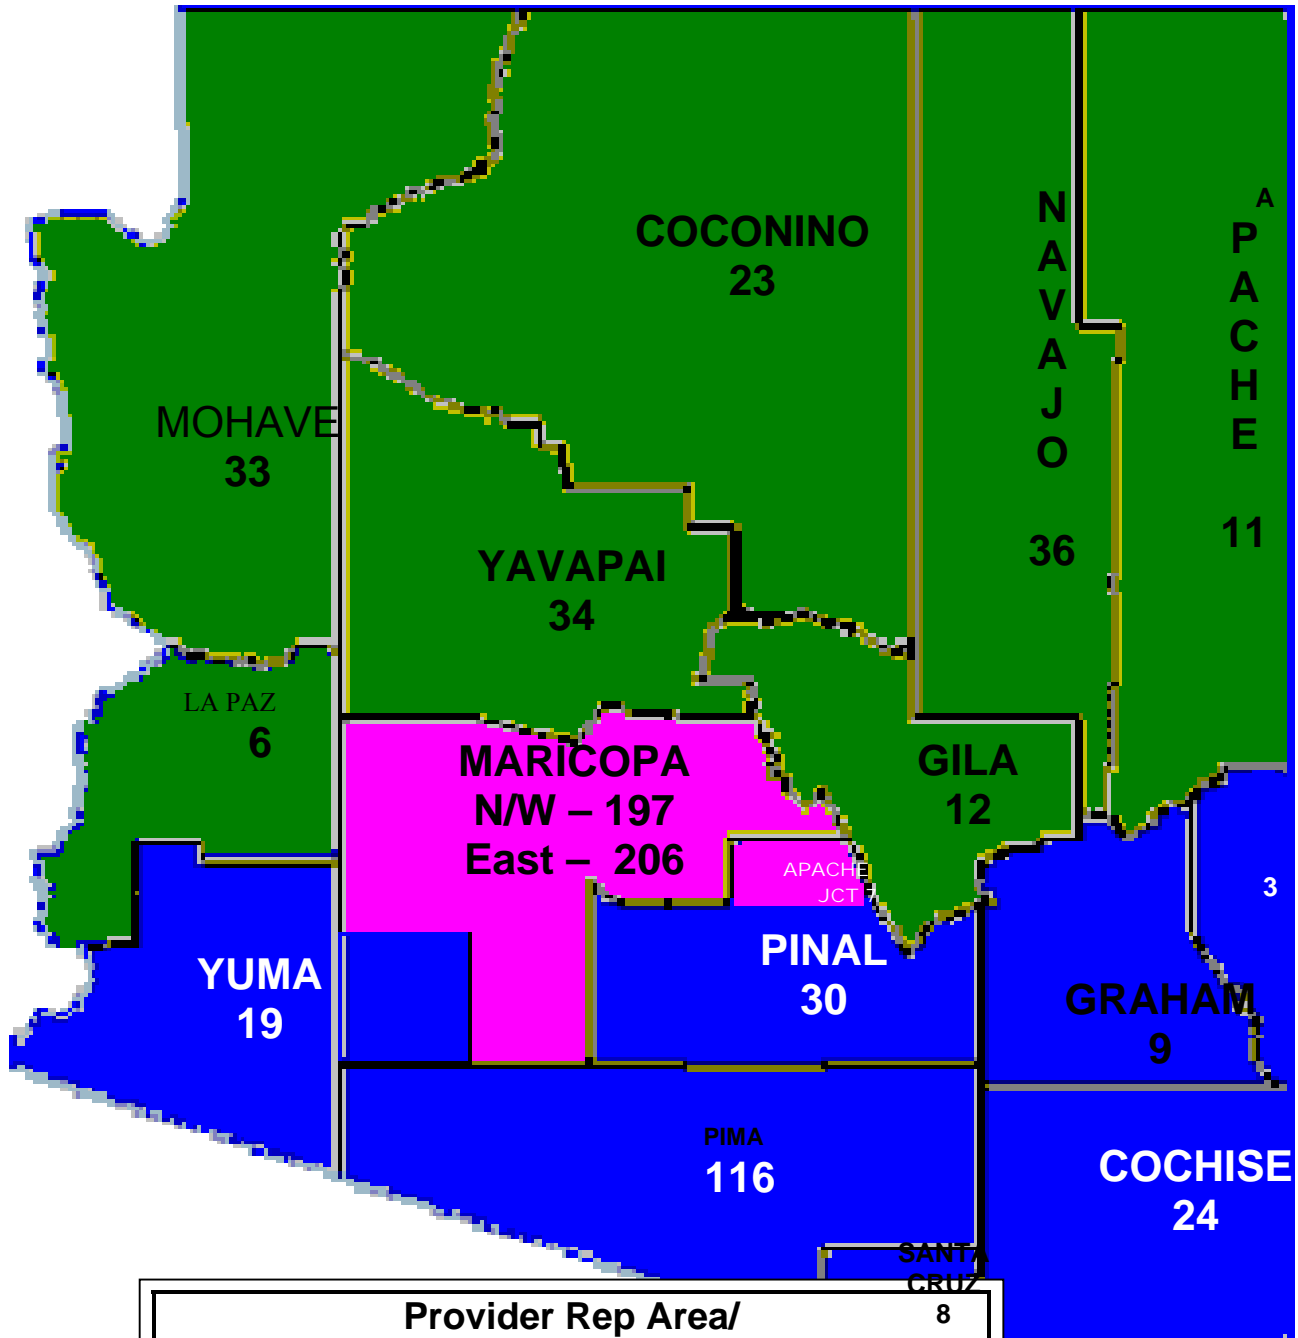 COCONINO
23
N
A
V
A
J
O
36
A
P
A
C
H
E
11
MOHAVE
33
YAVAPAI
34
LA PAZ
6
MARICOPA
N/W – 197
East – 206
GILA
12
APACHE
JCT 7
3
YUMA
19
PINAL
30
GRAHAM
9
PIMA
116
COCHISE
24
SANTA
CRUZ
8
Provider Rep Area/